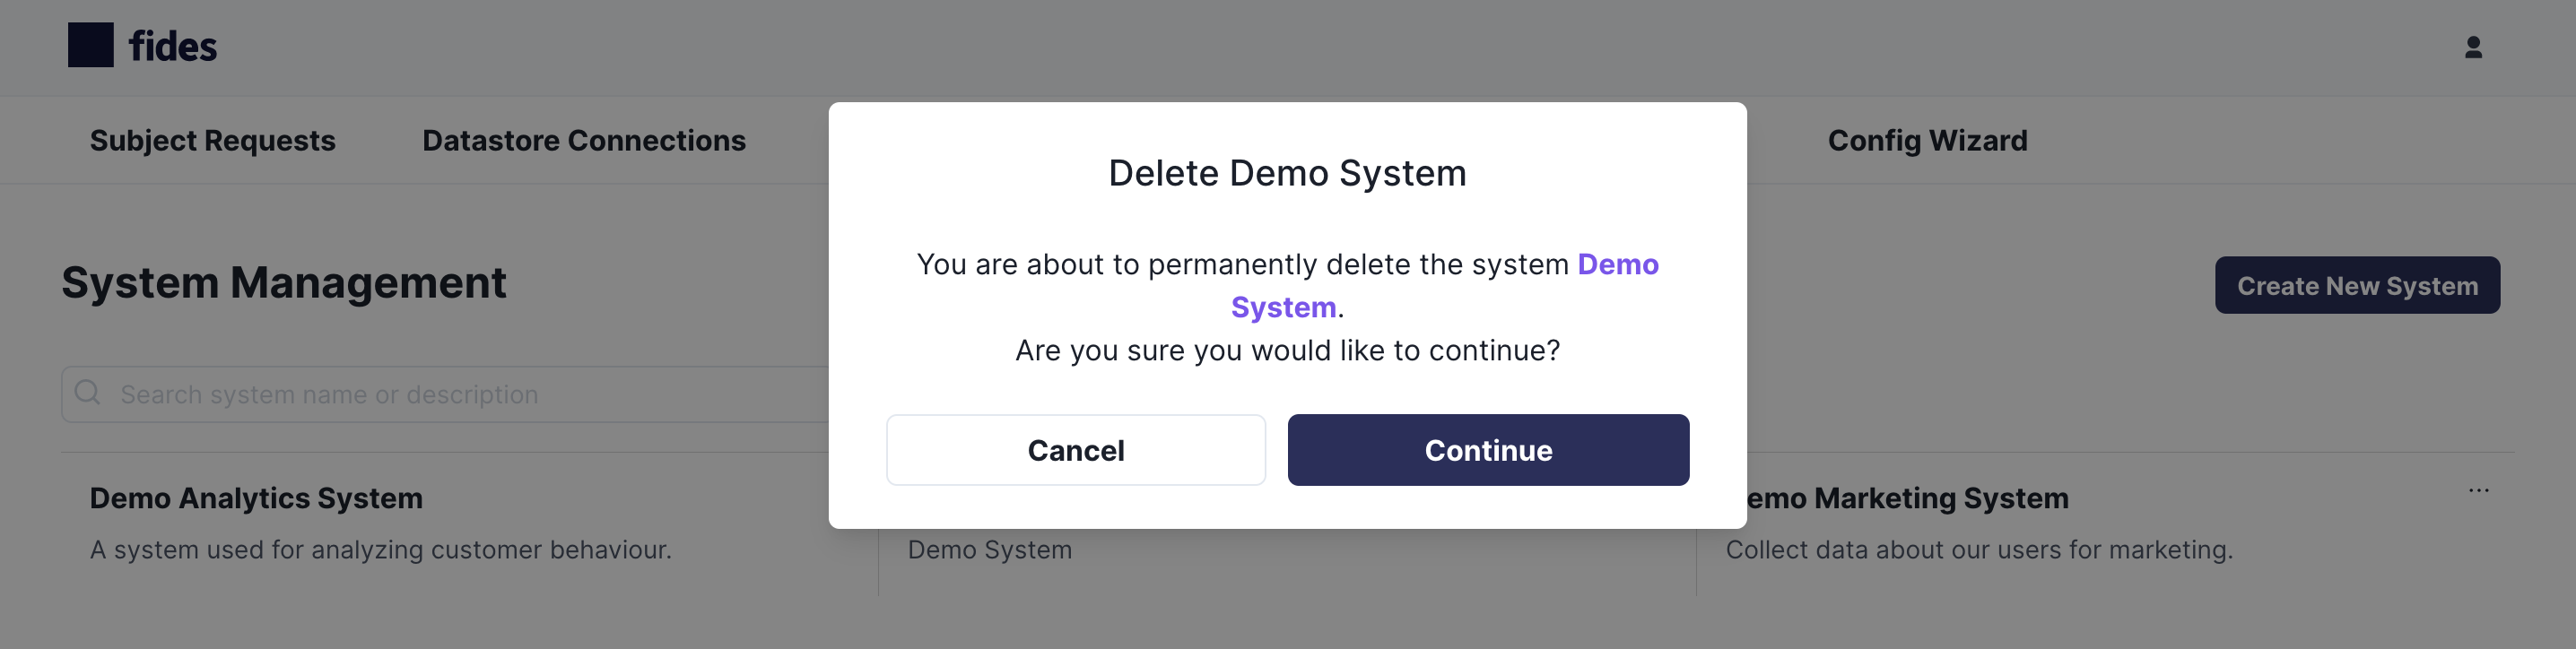 fides
Subject Requests
Datastore Connections
Config Wizard
System Management
Create New System
Search system name or description
Demo Analytics System
A system used for analyzing customer behaviour.
Demo System
emo Marketing System
...
Collect data about our users for marketing.
Delete Demo System
You are about to permanently delete the system Demo
System.
Are you sure you would like to continue?
Cancel
Continue